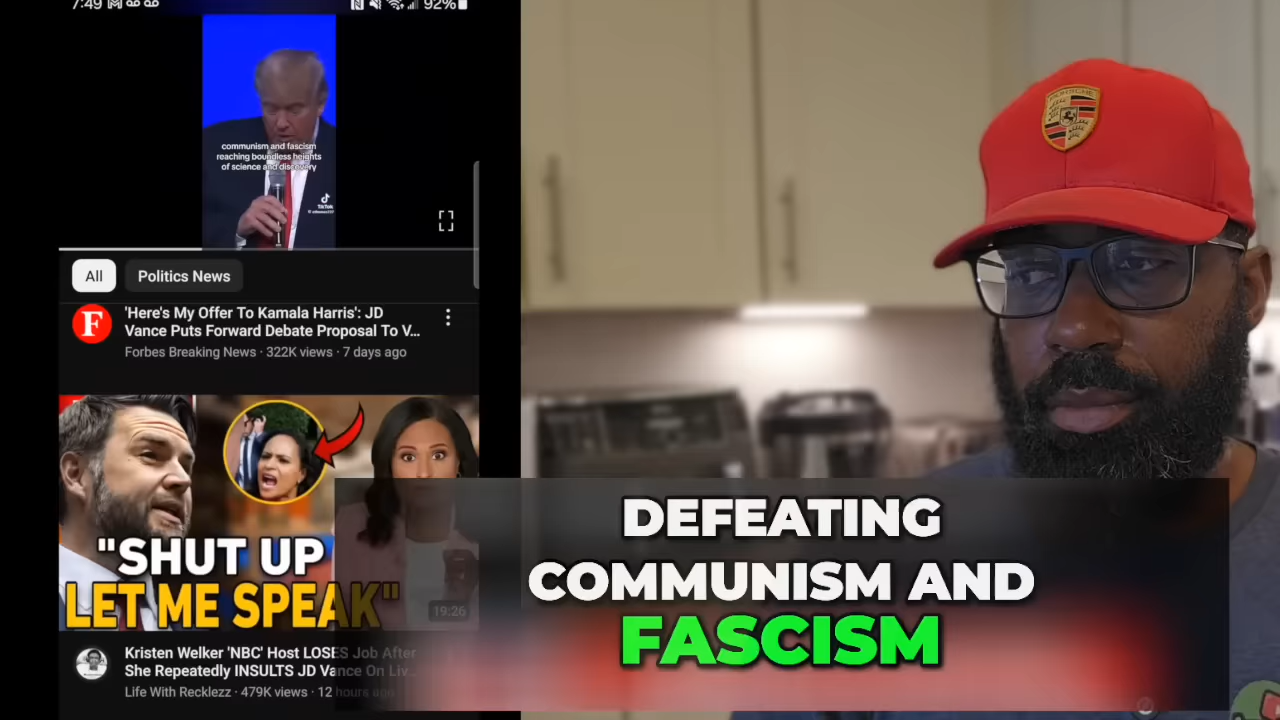 7:49
92%
communism and fascism
reaching boundless heights
of science and discovery
TikTok
All
Politics News
F
'Here's My Offer To Kamala Harris': JD
Vance Puts Forward Debate Proposal To V...
Forbes Breaking News · 322K views · 7 days ago
"SHUT UP
LET ME SPEAK"
19:26
Kristen Welker 'NBC' Host LOSES Job After
She Repeatedly INSULTS JD Vance On Liv...
Life With Recklezz · 479K views · 12 hours ago
PORSCHE
DEFEATING
COMMUNISM AND
FASCISM